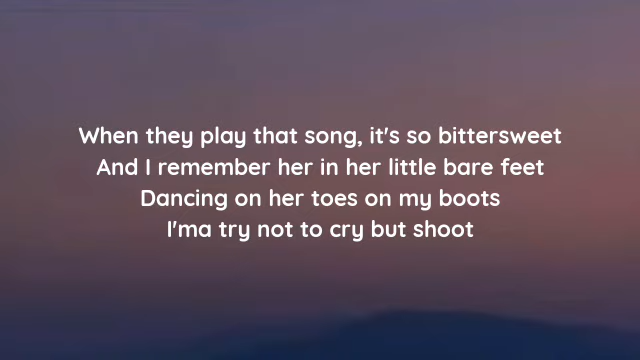 When they play that song, it's so bittersweet
And I remember her in her little bare feet
Dancing on her toes on my boots
I'ma try not to cry but shoot